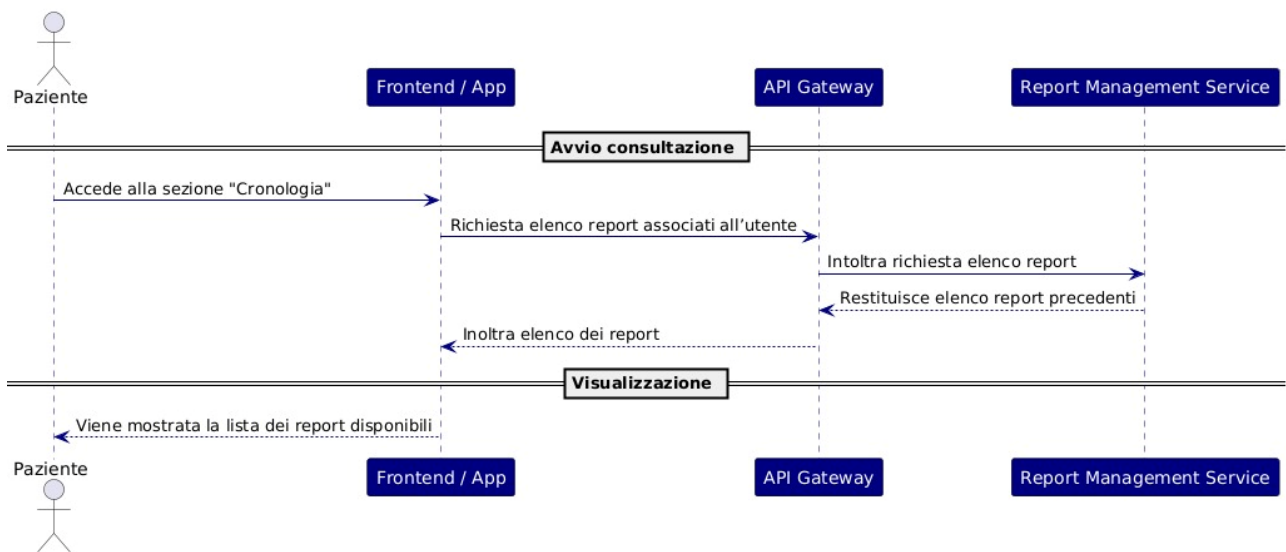 Paziente
Frontend / App
API Gateway
Report Management Service
Avvio consultazione
Accede alla sezione "Cronologia"
Richiesta elenco report associati all’utente
Intoltra richiesta elenco report
Restituisce elenco report precedenti
Inoltra elenco dei report
Visualizzazione
Viene mostrata la lista dei report disponibili
Paziente
Frontend / App
API Gateway
Report Management Service